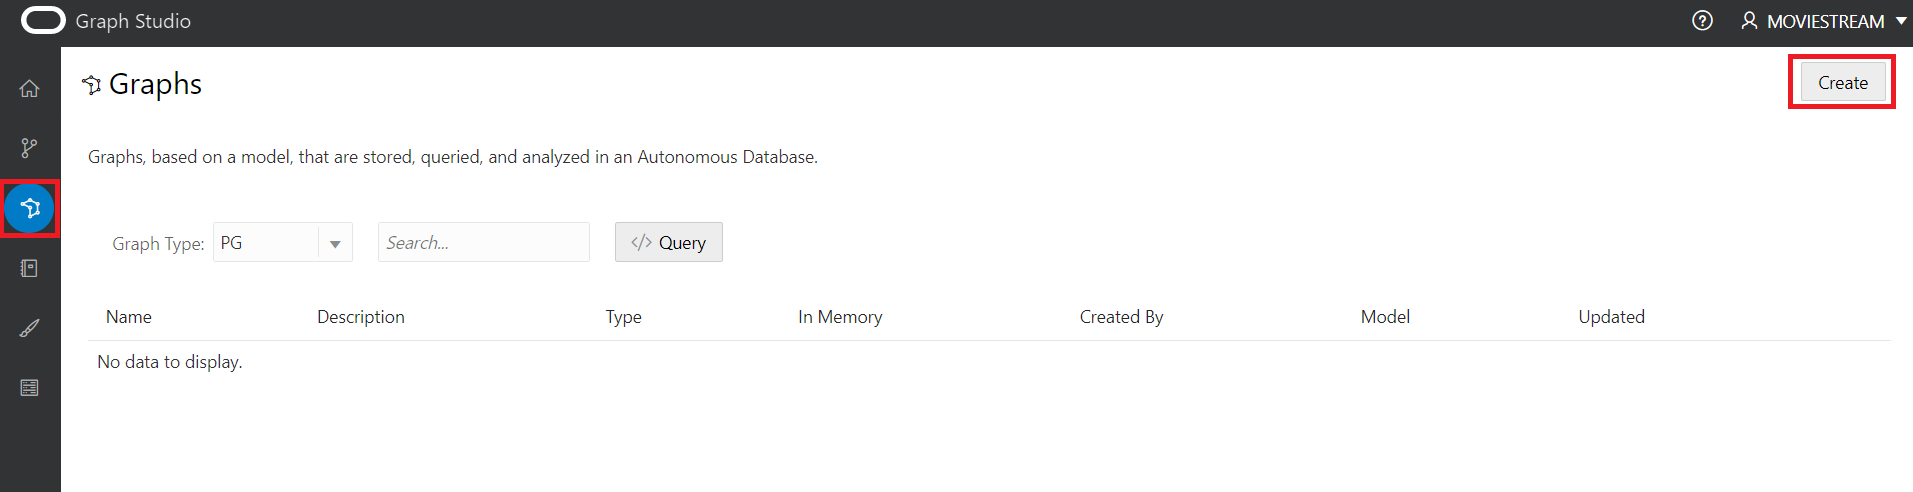 Graph Studio
MOVIESTREAM
Graphs
Create
Graphs, based on a model, that are stored, queried, and analyzed in an Autonomous Database.
Graph Type: PG Search... </> Query
Name Description Type In Memory Created By Model Updated
No data to display.